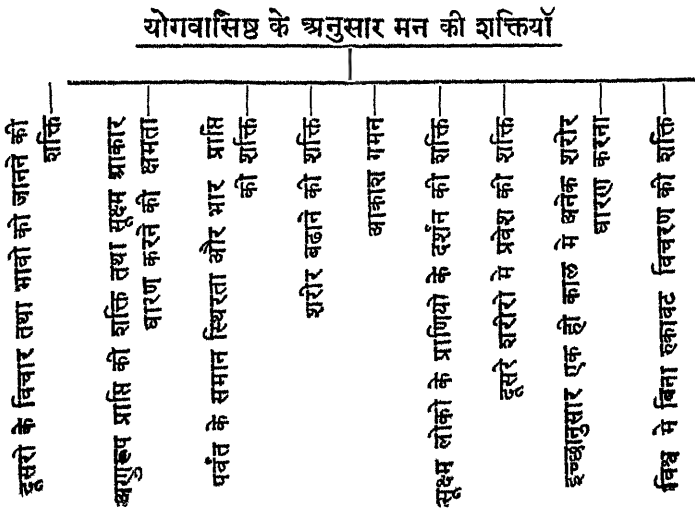 योगवासिष्ठ के अनुसार मन की शक्तियाँ
दूसरो के विचार तथा भावो को जानने की
शक्ति
अणुरूप प्राप्ति की शक्ति तथा सूक्ष्म आकार
धारण करने की क्षमता
पर्वत के समान स्थिरता और भार प्राप्ति
की शक्ति
शरीर बढाने की शक्ति
आकाश गमन
सूक्ष्म लोको के प्राणियो के दर्शन की शक्ति
दूसरे शरीरो मे प्रवेश की शक्ति
इच्छानुसार एक ही काल मे अनेक शरीर
धारण करना
विश्व मे बिना रुकावट विचरण की शक्ति